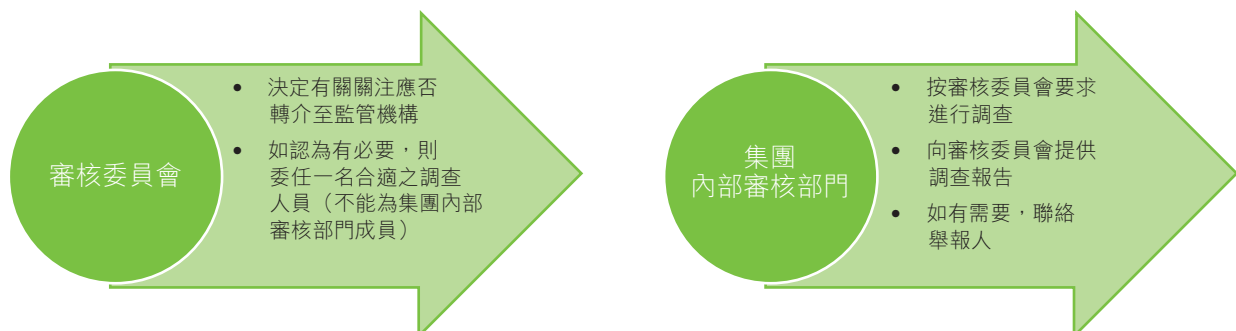 審核委員會
• 決定有關關注應否
轉介至監管機構
• 如認為有必要，則
委任一名合適之調查
人員（不能為集團內部
審核部門成員）
集團
內部審核部門
• 按審核委員會要求
進行調查
• 向審核委員會提供
調查報告
• 如有需要，聯絡
舉報人